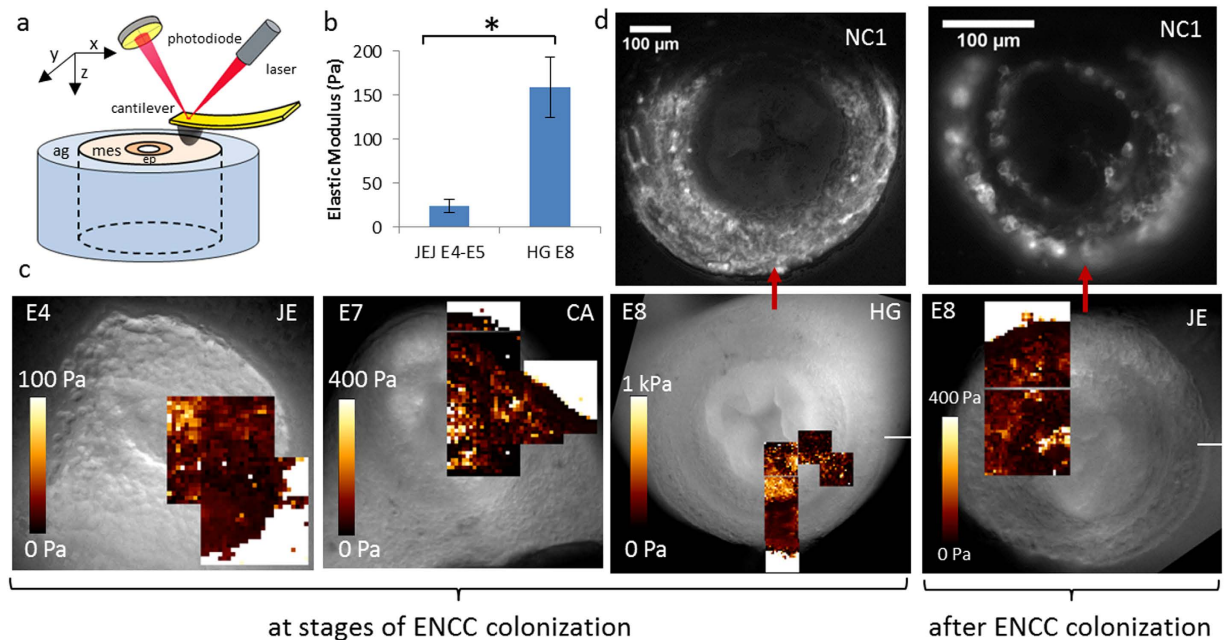 a
y
x
z
photodiode
laser
cantilever
ag
mes
ep
b
*
200
150
100
50
0
Elastic Modulus (Pa)
JEJ E4-E5
HG E8
d
100 µm
NC1
100 µm
NC1
c
E4
JE
100 Pa
0 Pa
E7
CA
400 Pa
0 Pa
E8
HG
1 kPa
0 Pa
E8
JE
400 Pa
0 Pa
at stages of ENCC colonization
after ENCC colonization